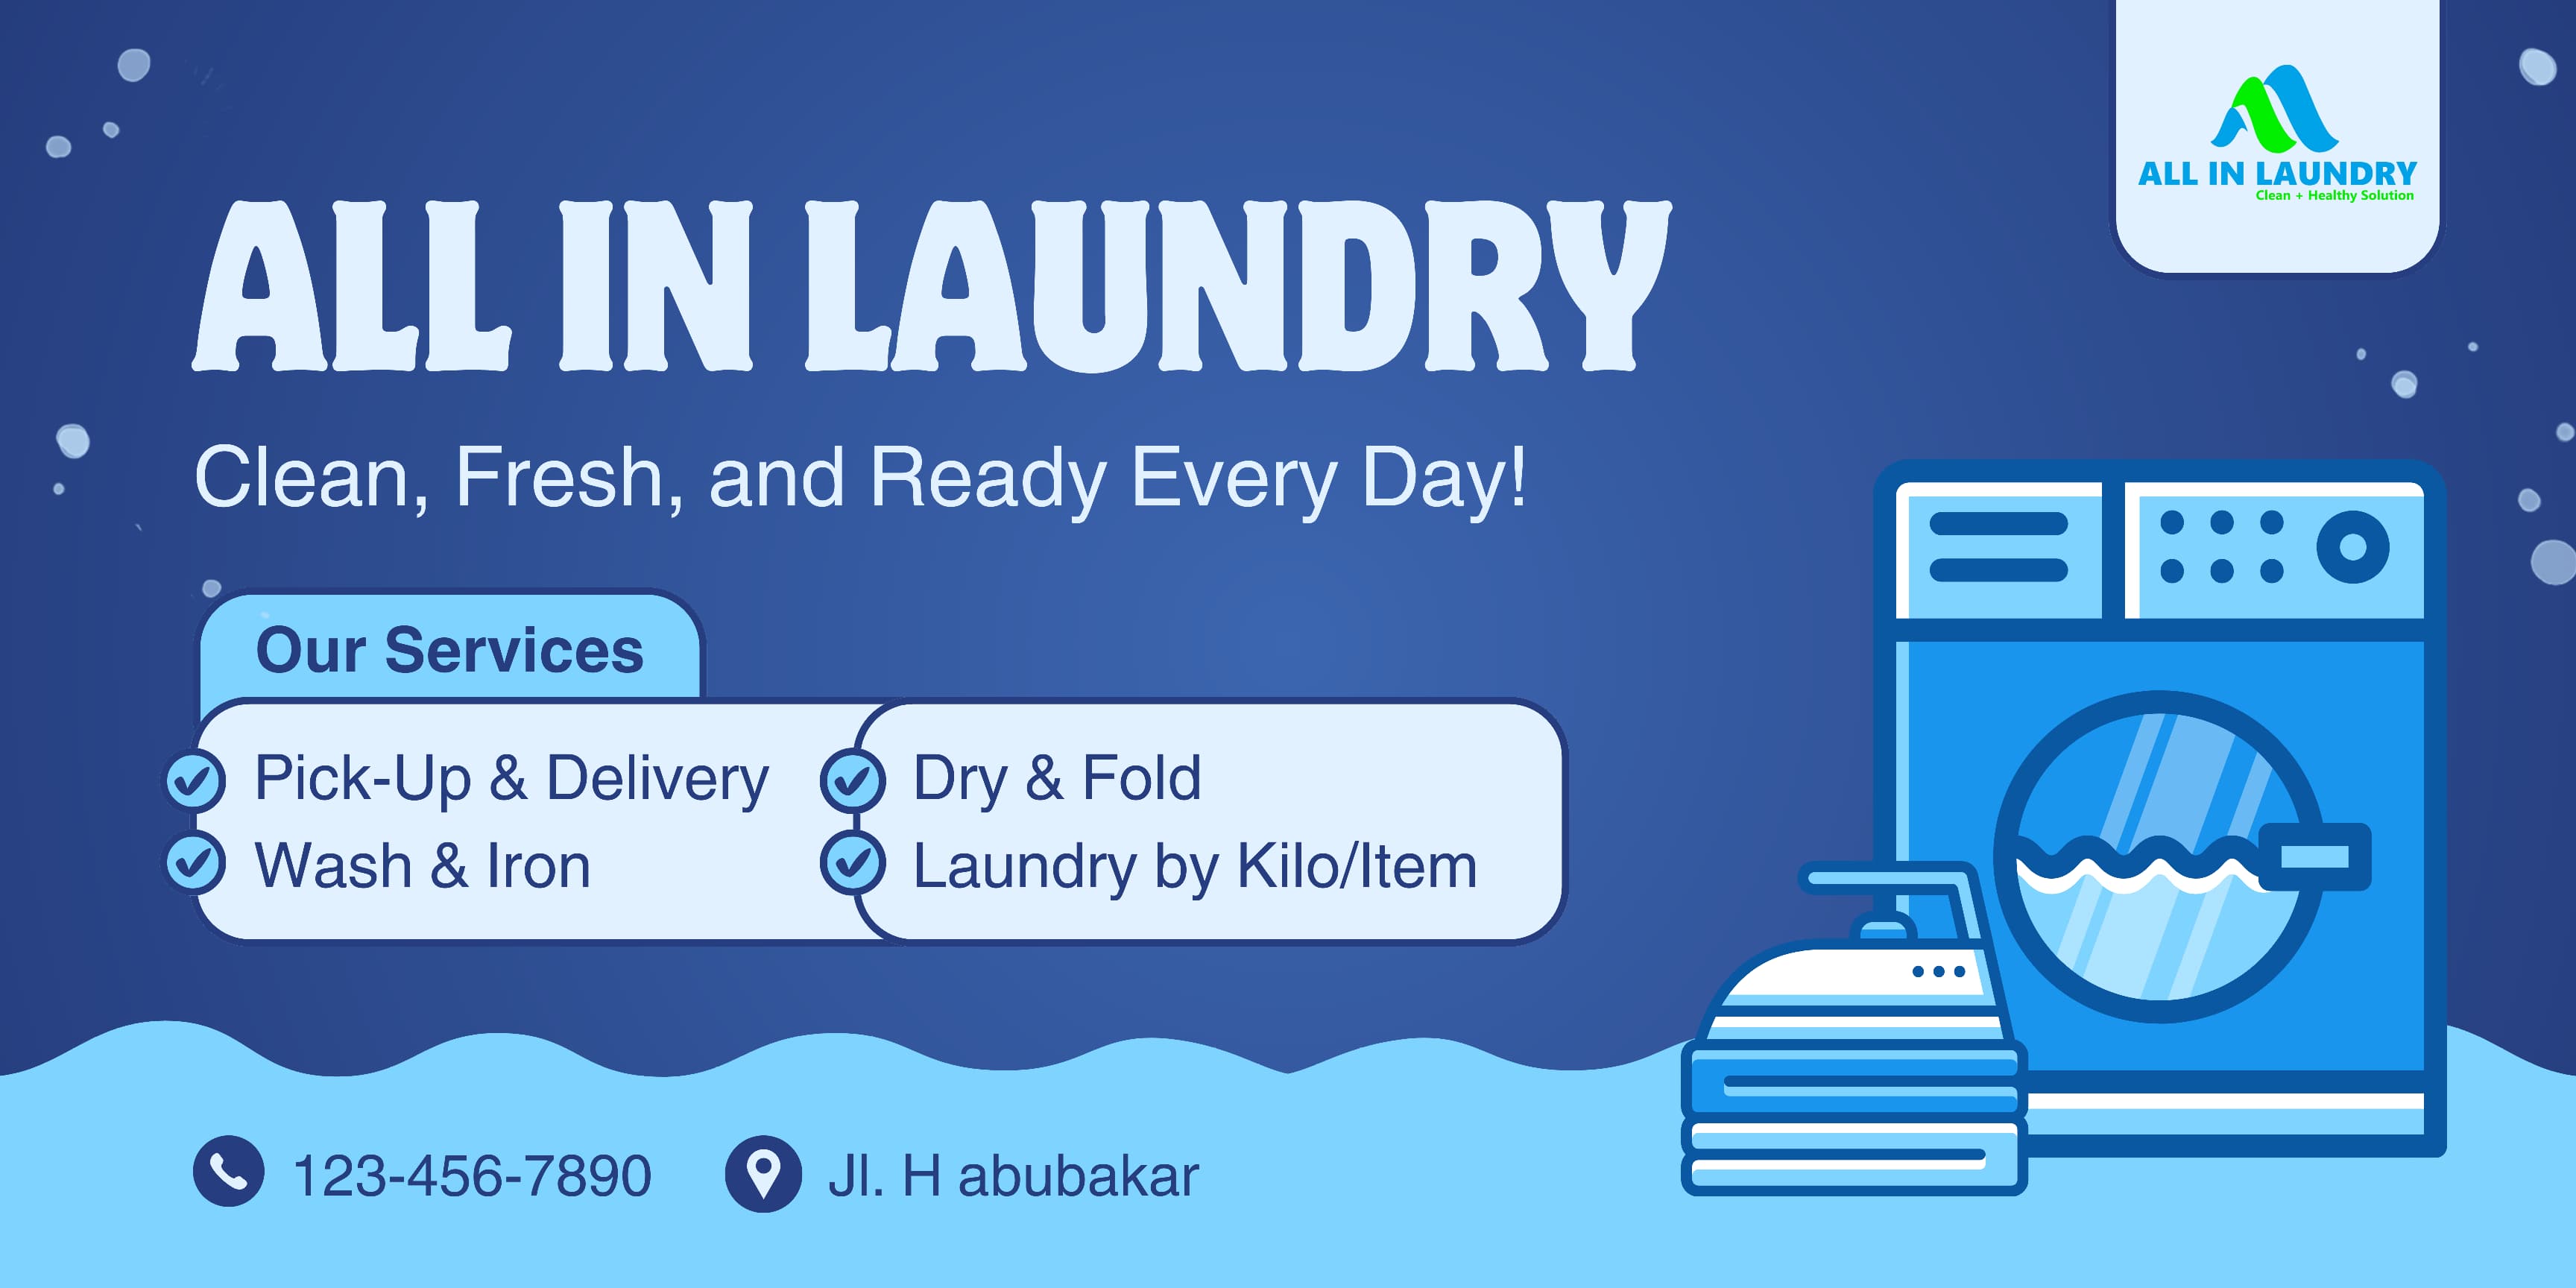 ALL IN LAUNDRY
Clean + Healthy Solution
ALL IN LAUNDRY
Clean, Fresh, and Ready Every Day!
Our Services
Pick-Up & Delivery
Wash & Iron
Dry & Fold
Laundry by Kilo/Item
123-456-7890
Jl. H abubakar